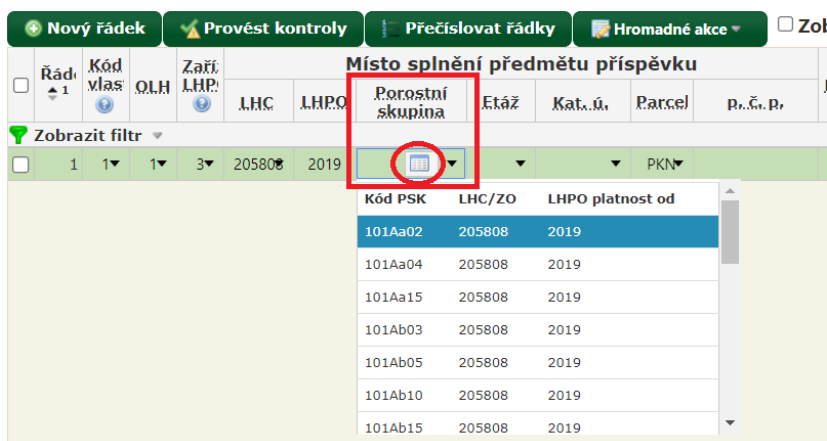 Nový řádek Provést kontroly Přečíslovat řádky Hromadné akce Zob
Místo splnění předmětu příspěvku
Řád 1 Kód vlas OLH Zaří: LHP LHC LHPO Porostní skupina Etáž Kat. ú. Parcel p. č. p.
Zobrazit filtr
1 1 1 3 205808 2019 PKN
Kód PSK LHC/ZO LHPO platnost od
101Aa02 205808 2019
101Aa04 205808 2019
101Aa15 205808 2019
101Ab03 205808 2019
101Ab05 205808 2019
101Ab10 205808 2019
101Ab15 205808 2019